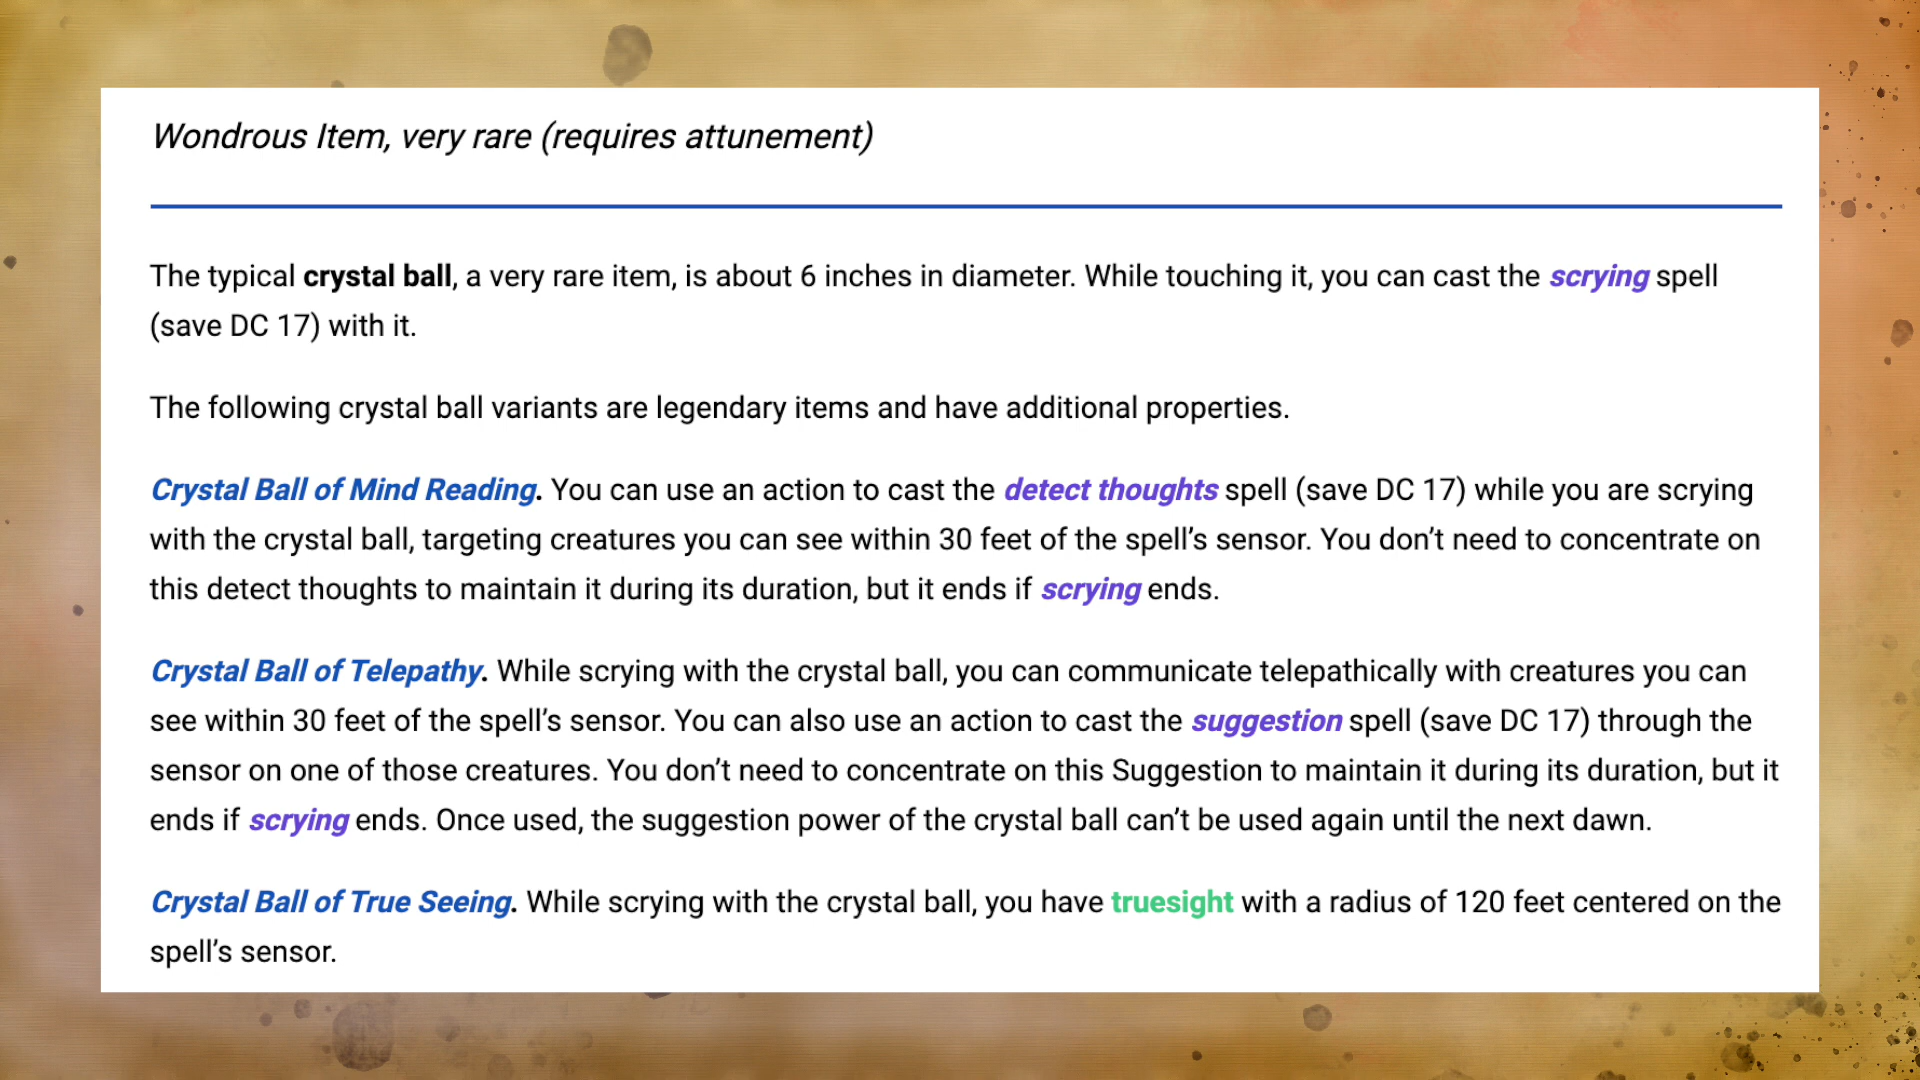 Wondrous Item, very rare (requires attunement)
The typical crystal ball, a very rare item, is about 6 inches in diameter. While touching it, you can cast the scrying spell
(save DC 17) with it.
The following crystal ball variants are legendary items and have additional properties.
Crystal Ball of Mind Reading. You can use an action to cast the detect thoughts spell (save DC 17) while you are scrying
with the crystal ball, targeting creatures you can see within 30 feet of the spell’s sensor. You don’t need to concentrate on
this detect thoughts to maintain it during its duration, but it ends if scrying ends.
Crystal Ball of Telepathy. While scrying with the crystal ball, you can communicate telepathically with creatures you can
see within 30 feet of the spell’s sensor. You can also use an action to cast the suggestion spell (save DC 17) through the
sensor on one of those creatures. You don’t need to concentrate on this Suggestion to maintain it during its duration, but it
ends if scrying ends. Once used, the suggestion power of the crystal ball can’t be used again until the next dawn.
Crystal Ball of True Seeing. While scrying with the crystal ball, you have truesight with a radius of 120 feet centered on the
spell’s sensor.